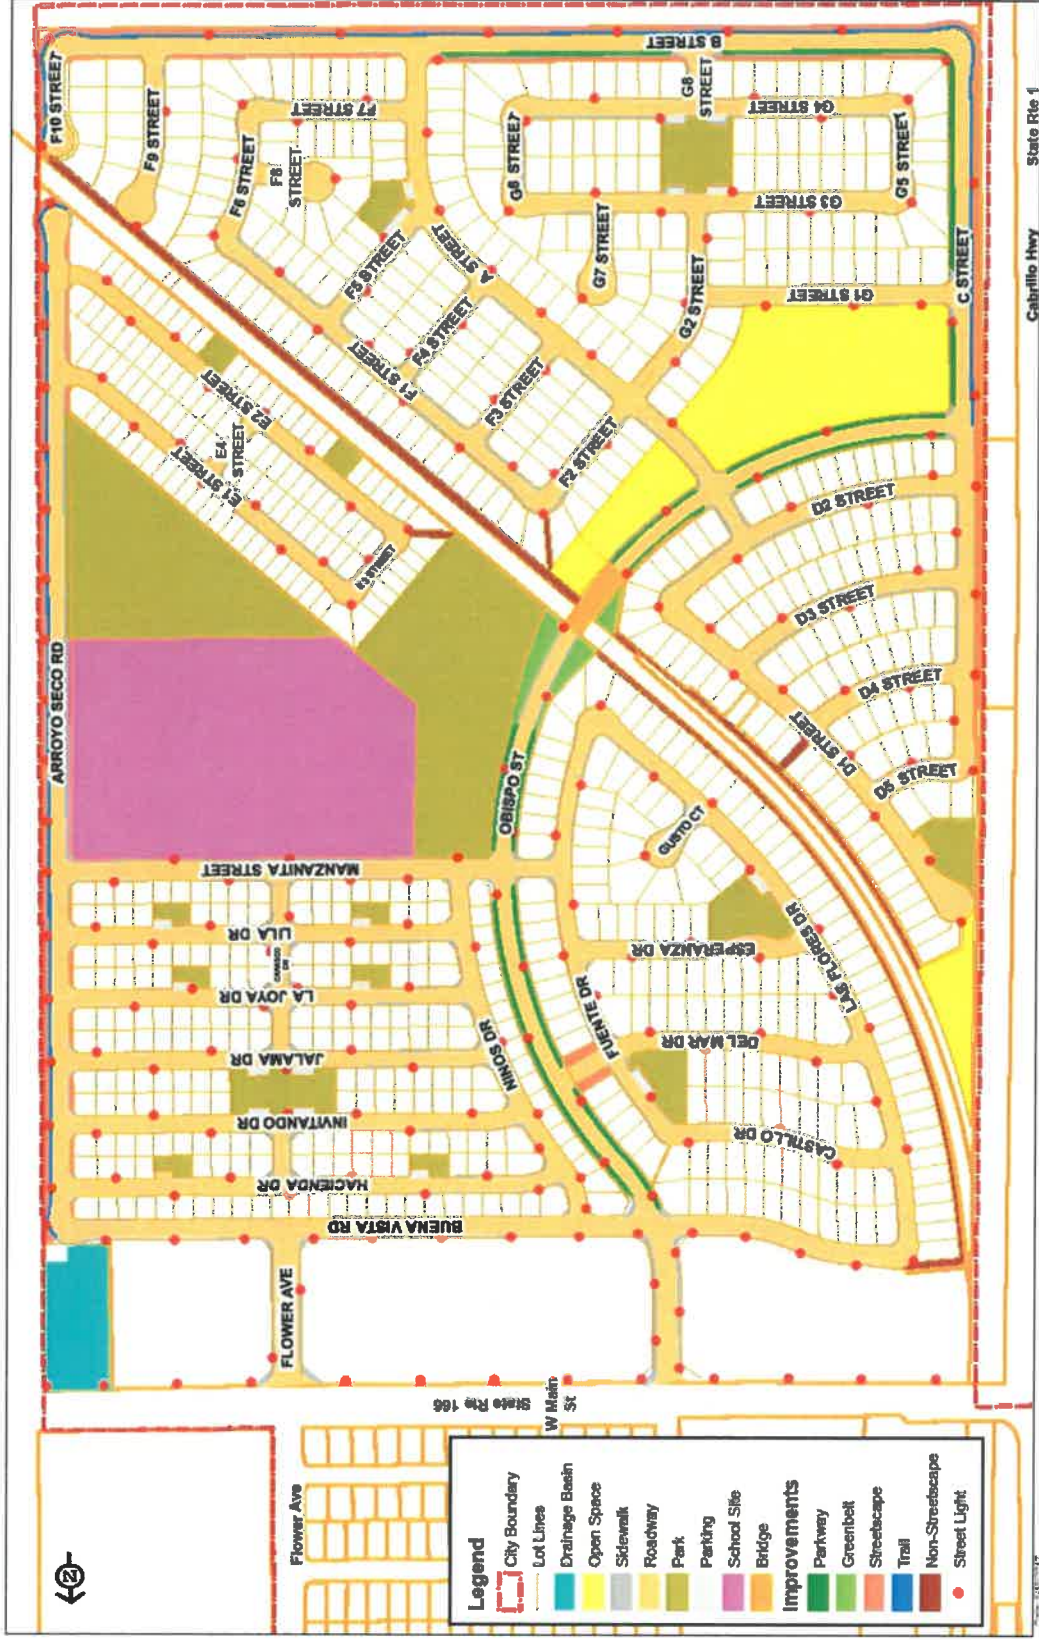 N
F10 STREET
F9 STREET
F7 STREET
F6 STREET
F8
STREET
B STREET
G8
STREET
G4 STREET
G6 STREET
G5 STREET
G3 STREET
G7 STREET
G2 STREET
G1 STREET
C STREET
State Rte 1
Cabrillo Hwy
F5 STREET
A STREET
F4 STREET
F1 STREET
F3 STREET
F2 STREET
E2 STREET
E4
STREET
E1 STREET
E3 STREET
D2 STREET
D3 STREET
D4 STREET
D1 STREET
D5 STREET
ARROYO SECO RD
OBISPO ST
MANZANITA STREET
GUSTO CT
LILA DR
LA JOYA DR
JALAMA DR
INVITANDO DR
HACIENDA DR
BUENA VISTA RD
NINOS DR
ESPERANZA DR
FUENTE DR
LAS FLORES DR
DEL MAR DR
CASTILLO DR
FLOWER AVE
State Rte 166
W Main
St
Flower Ave
Legend
City Boundary
Lot Lines
Drainage Basin
Open Space
Sidewalk
Roadway
Park
Parking
School Site
Bridge
Improvements
Parkway
Greenbelt
Streetscape
Trail
Non-Streetscape
Street Light